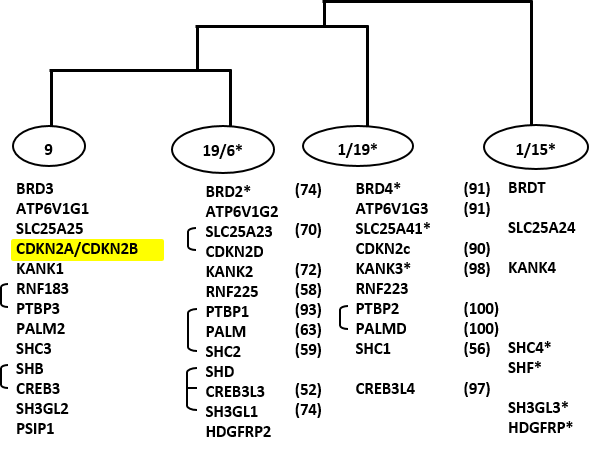 9 19/6* 1/19* 1/15*
BRD3 BRD2* (74) BRD4* (91) BRDT
ATP6V1G1 ATP6V1G2 ATP6V1G3 (91)
SLC25A25 SLC25A23 (70) SLC25A41* SLC25A24
CDKN2A/CDKN2B CDKN2D CDKN2c (90)
KANK1 KANK2 (72) KANK3* (98) KANK4
RNF183 RNF225 (58) RNF223
PTBP3 PTBP1 (93) PTBP2 (100)
PALM2 PALM (63) PALMD (100)
SHC3 SHC2 (59) SHC1 (56) SHC4*
SHB SHD SHF*
CREB3 CREB3L3 (52) CREB3L4 (97)
SH3GL2 SH3GL1 (74) SH3GL3*
PSIP1 HDGFRP2 HDGFRP*